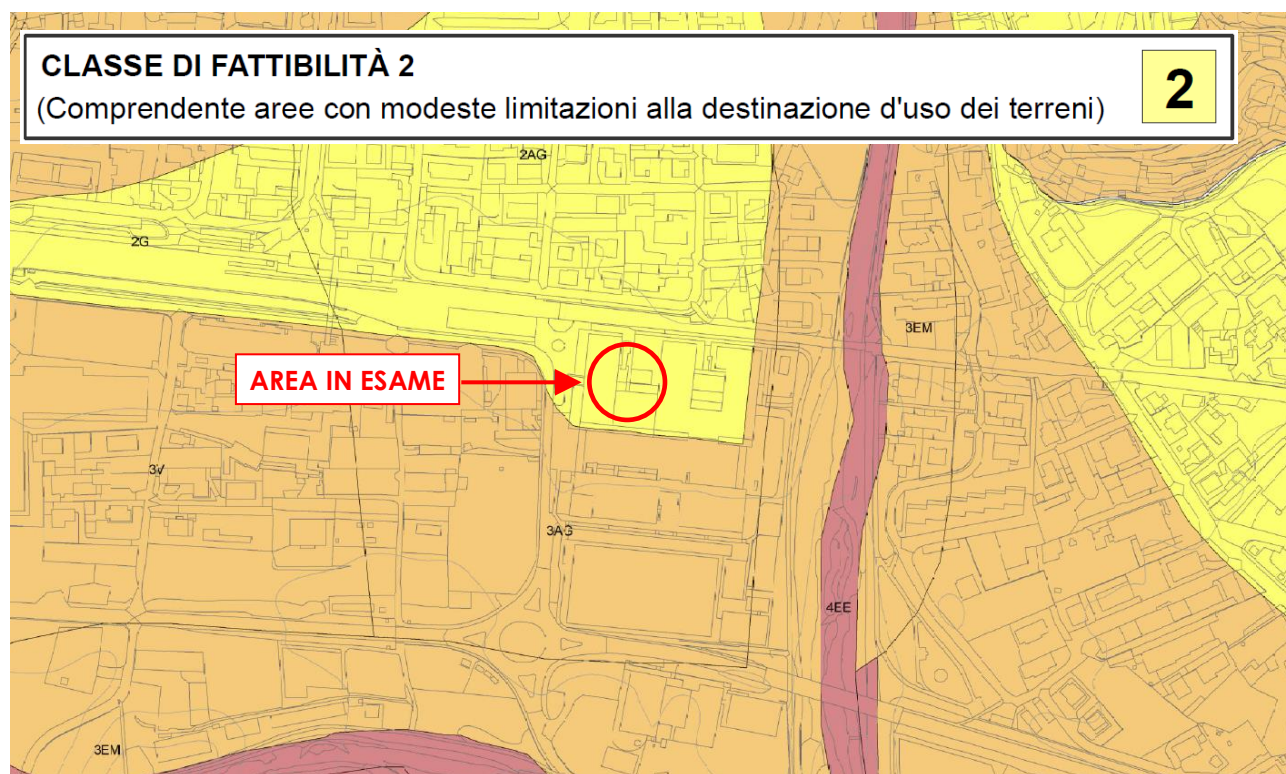 CLASSE DI FATTIBILITÀ 2
(Comprendente aree con modeste limitazioni alla destinazione d'uso dei terreni)
2
2AG
2G
3EM
AREA IN ESAME
3V
3AG
4EE
3EM